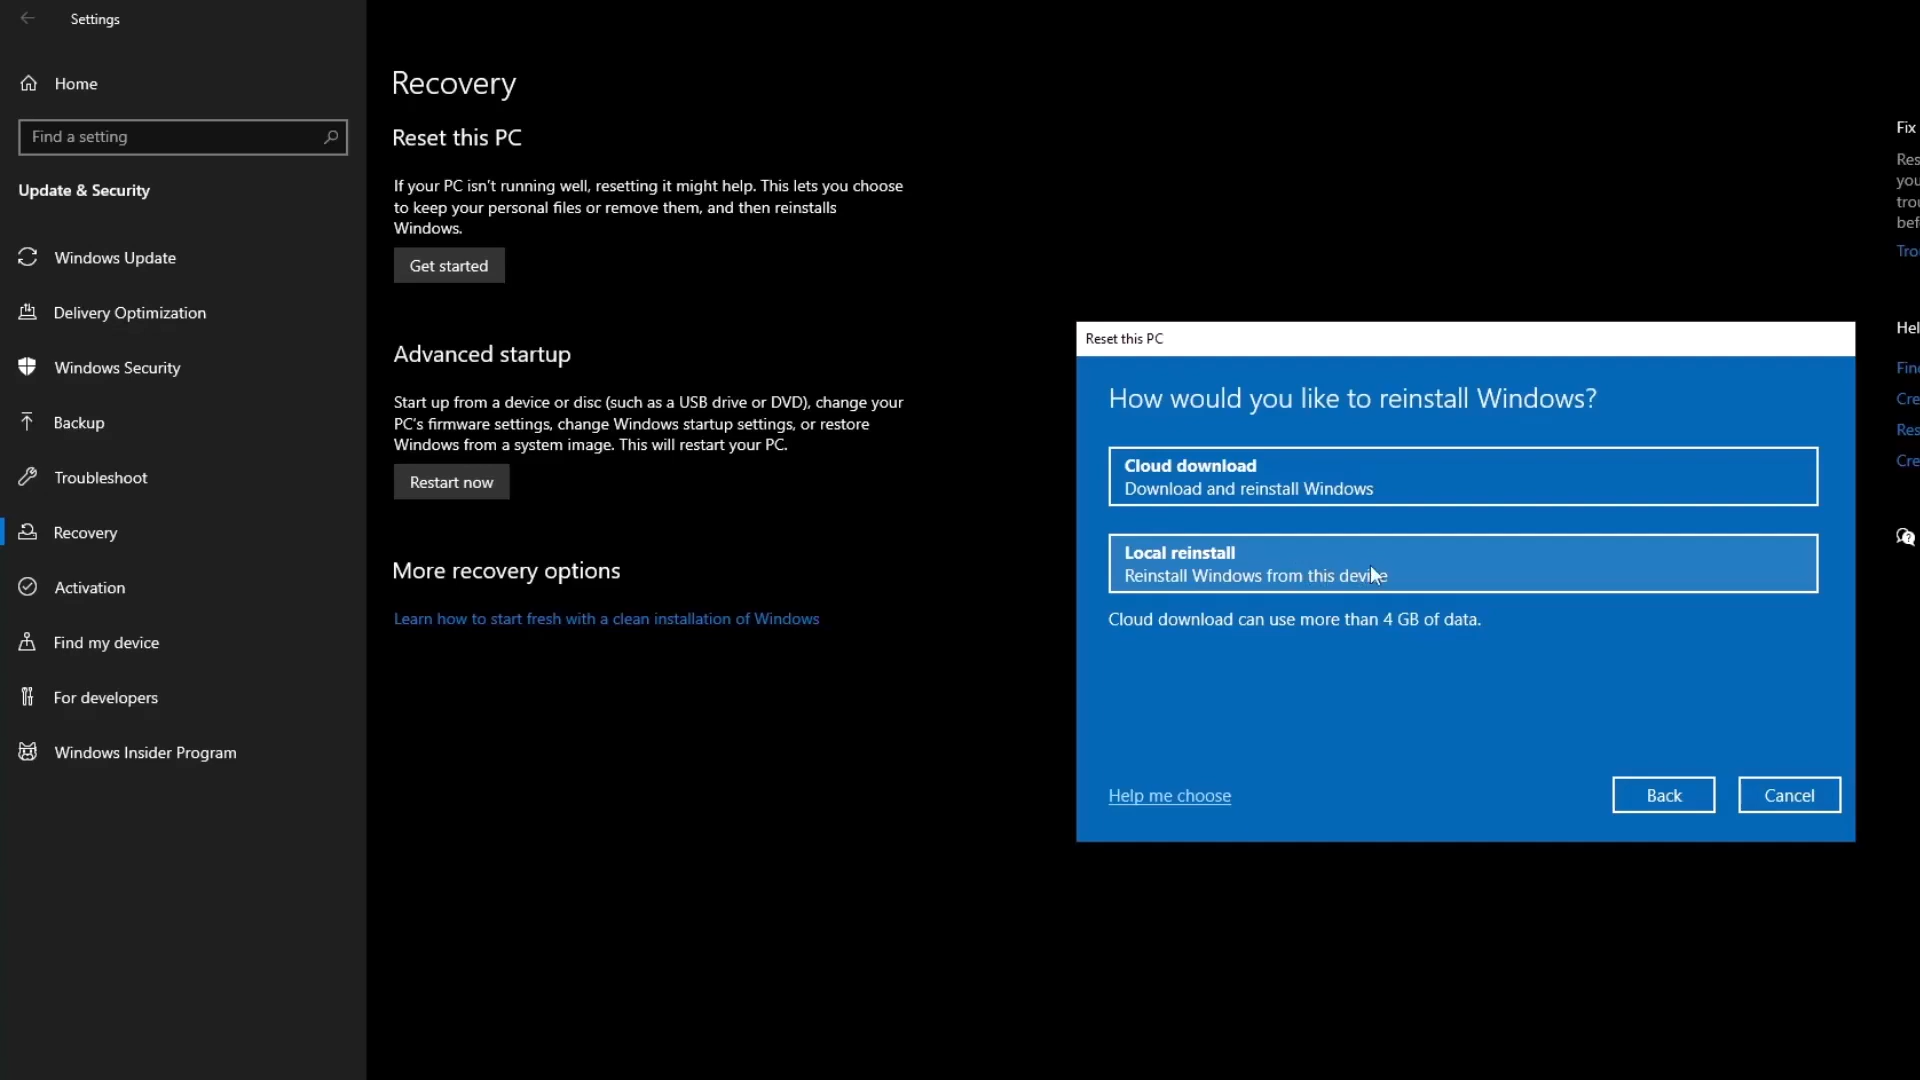 Settings
Home
Find a setting
Update & Security
Windows Update
Delivery Optimization
Windows Security
Backup
Troubleshoot
Recovery
Activation
Find my device
For developers
Windows Insider Program
Recovery
Reset this PC
If your PC isn't running well, resetting it might help. This lets you choose
to keep your personal files or remove them, and then reinstalls
Windows.
Get started
Advanced startup
Start up from a device or disc (such as a USB drive or DVD), change your
PC's firmware settings, change Windows startup settings, or restore
Windows from a system image. This will restart your PC.
Restart now
More recovery options
Learn how to start fresh with a clean installation of Windows
Reset this PC
How would you like to reinstall Windows?
Cloud download
Download and reinstall Windows
Local reinstall
Reinstall Windows from this device
Cloud download can use more than 4 GB of data.
Help me choose
Back
Cancel
Fix